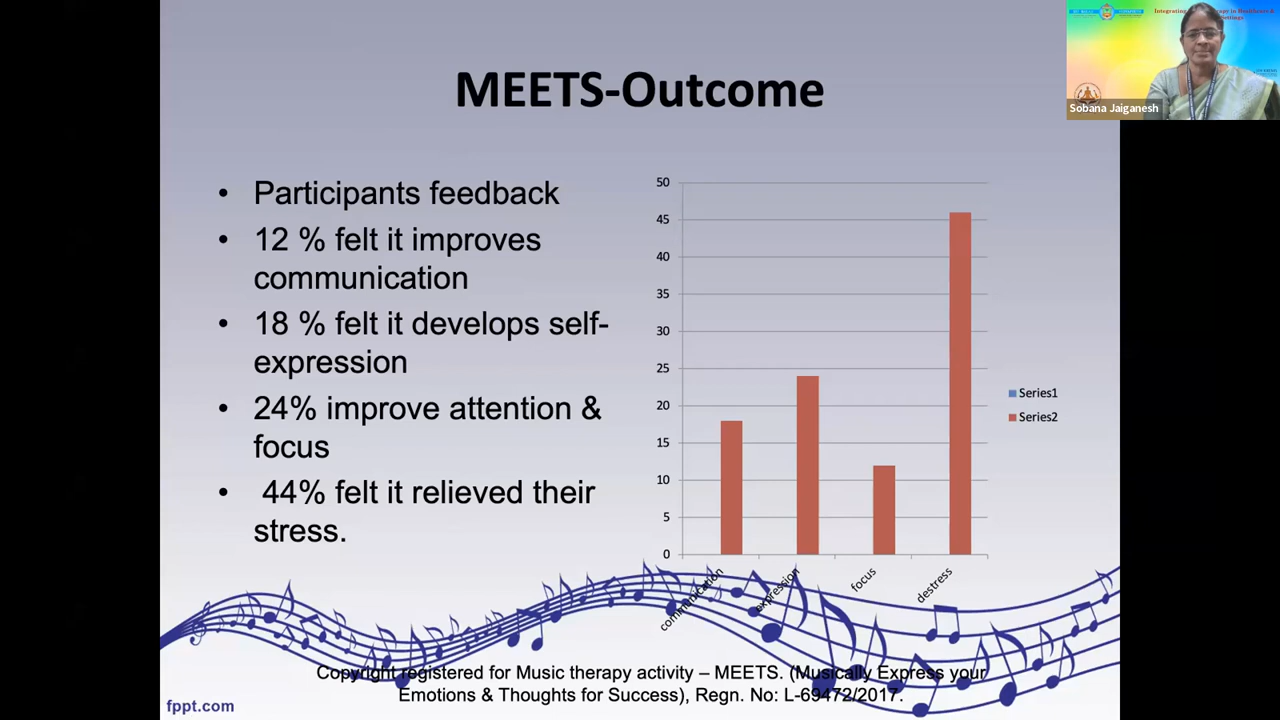 MEETS-Outcome
Sobana Jaiganesh
• Participants feedback
• 12 % felt it improves
communication
• 18 % felt it develops self-
expression
• 24% improve attention &
focus
• 44% felt it relieved their
stress.
50
45
40
35
30
25
20
15
10
5
0
communication
expression
focus
destress
Series1
Series2
Copyright registered for Music therapy activity – MEETS. (Musically Express your
Emotions & Thoughts for Success), Regn. No: L-69472/2017.
fppt.com